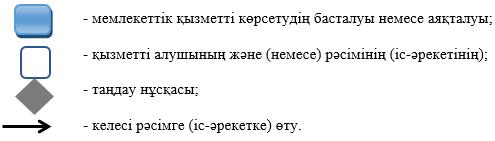 - мемлекеттік қызметті көрсетудің басталуы немесе аяқталуы;
- қызметті алушының және (немесе) рәсімінің (іс-әрекетінің);
- таңдау нұсқасы;
- келесі рәсімге (іс-әрекетке) өту.